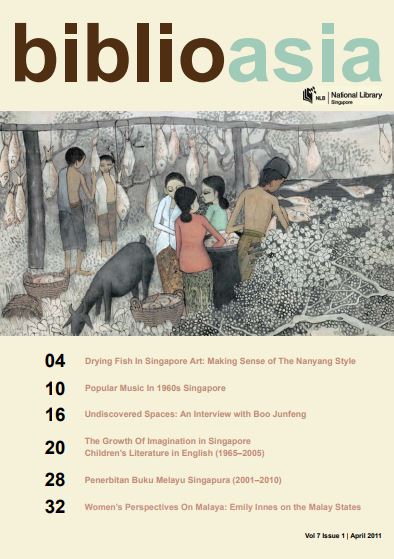 biblioasia
NLB | National Library
Singapore
04 Drying Fish In Singapore Art: Making Sense of The Nanyang Style
10 Popular Music In 1960s Singapore
16 Undiscovered Spaces: An Interview with Boo Junfeng
20 The Growth Of Imagination in Singapore
Children's Literature in English (1965–2005)
28 Penerbitan Buku Melayu Singapura (2001–2010)
32 Women's Perspectives On Malaya: Emily Innes on the Malay States
Vol 7 Issue 1 | April 2011